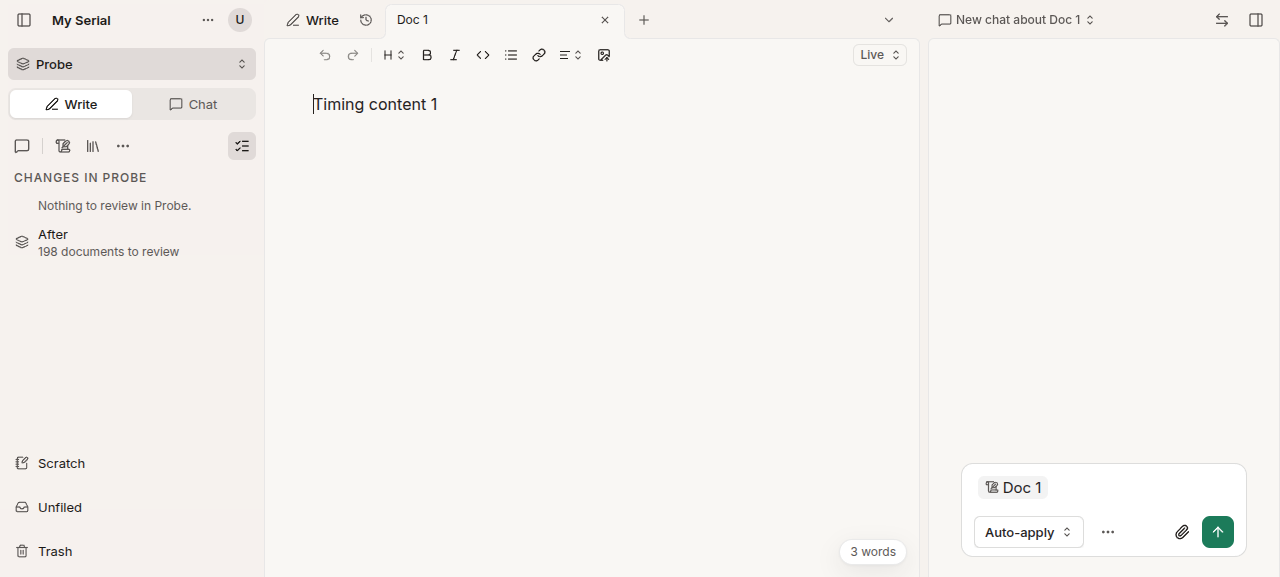 My Serial
U
Probe
Write
Chat
CHANGES IN PROBE
Nothing to review in Probe.
After
198 documents to review
Scratch
Unfiled
Trash
Write
Doc 1
H
B
I
Live
Timing content 1
3 words
New chat about Doc 1
Doc 1
Auto-apply